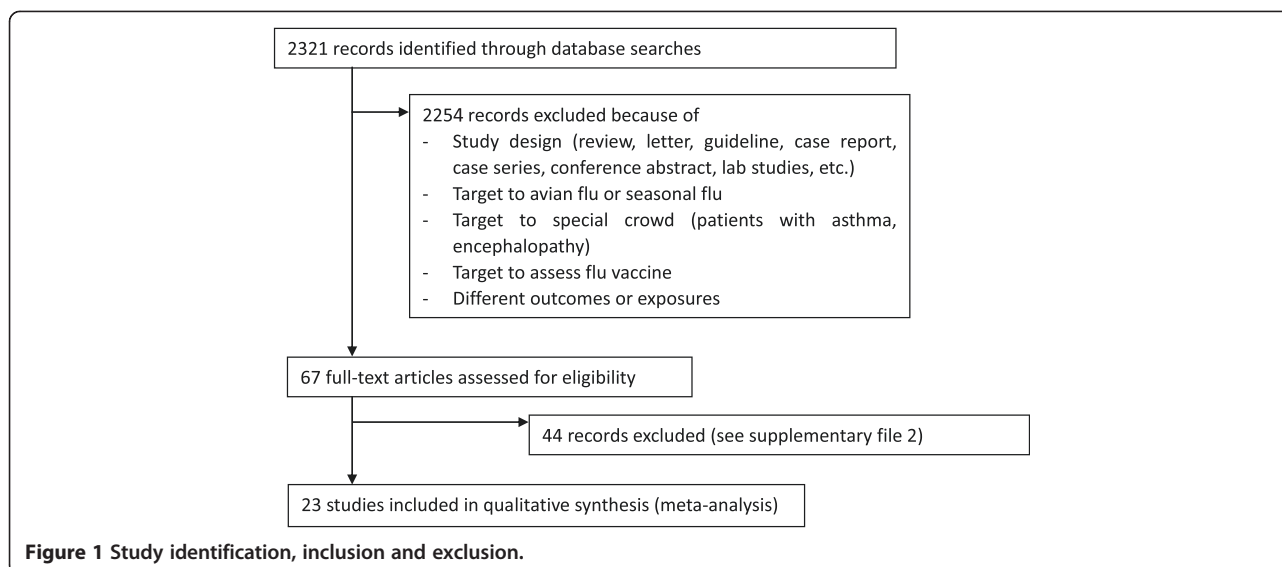 2321 records identified through database searches
2254 records excluded because of
- Study design (review, letter, guideline, case report,
case series, conference abstract, lab studies, etc.)
- Target to avian flu or seasonal flu
- Target to special crowd (patients with asthma,
encephalopathy)
- Target to assess flu vaccine
- Different outcomes or exposures
67 full-text articles assessed for eligibility
44 records excluded (see supplementary file 2)
23 studies included in qualitative synthesis (meta-analysis)
Figure 1 Study identification, inclusion and exclusion.